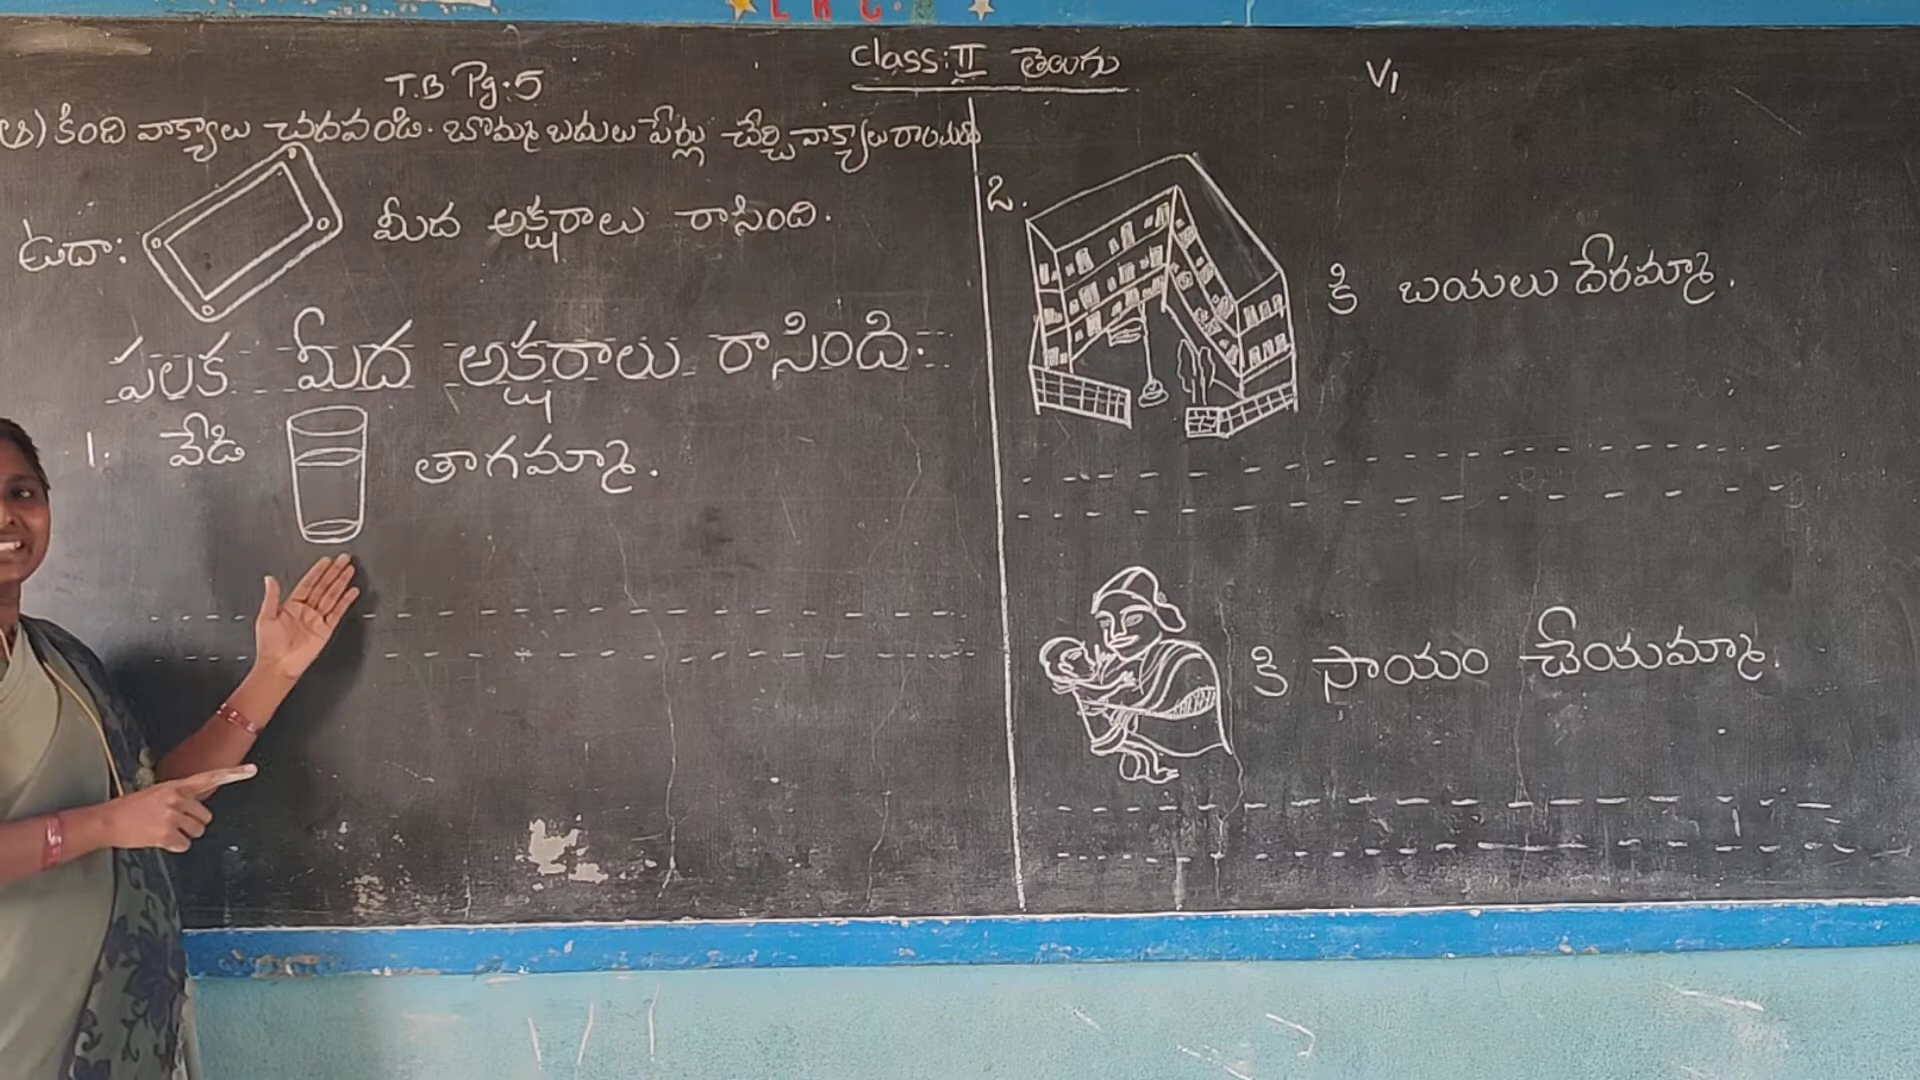 L R C
Class: II తెలుగు
V1
T.B Pg.5
ఆ) కింది వాక్యాలు చదవండి. బొమ్మ బదులు పేర్లు చేర్చి వాక్యాలు రాయండి
ఉదా: మీద అక్షరాలు రాసింది.
పలక మీద అక్షరాలు రాసింది.
1. వేడి తాగమ్మా.
2. కి బయలు దేరమ్మా.
కి సాయం చేయమ్మా.